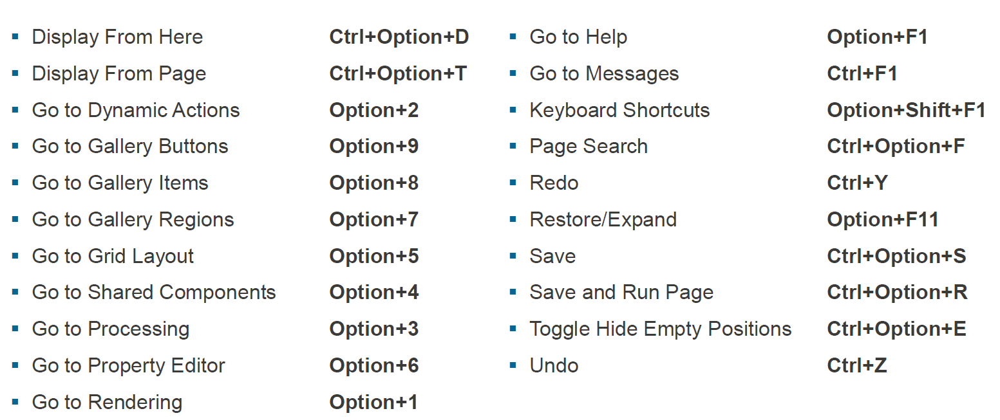 ▪ Display From Here Ctrl+Option+D
▪ Display From Page Ctrl+Option+T
▪ Go to Dynamic Actions Option+2
▪ Go to Gallery Buttons Option+9
▪ Go to Gallery Items Option+8
▪ Go to Gallery Regions Option+7
▪ Go to Grid Layout Option+5
▪ Go to Shared Components Option+4
▪ Go to Processing Option+3
▪ Go to Property Editor Option+6
▪ Go to Rendering Option+1
▪ Go to Help Option+F1
▪ Go to Messages Ctrl+F1
▪ Keyboard Shortcuts Option+Shift+F1
▪ Page Search Ctrl+Option+F
▪ Redo Ctrl+Y
▪ Restore/Expand Option+F11
▪ Save Ctrl+Option+S
▪ Save and Run Page Ctrl+Option+R
▪ Toggle Hide Empty Positions Ctrl+Option+E
▪ Undo Ctrl+Z